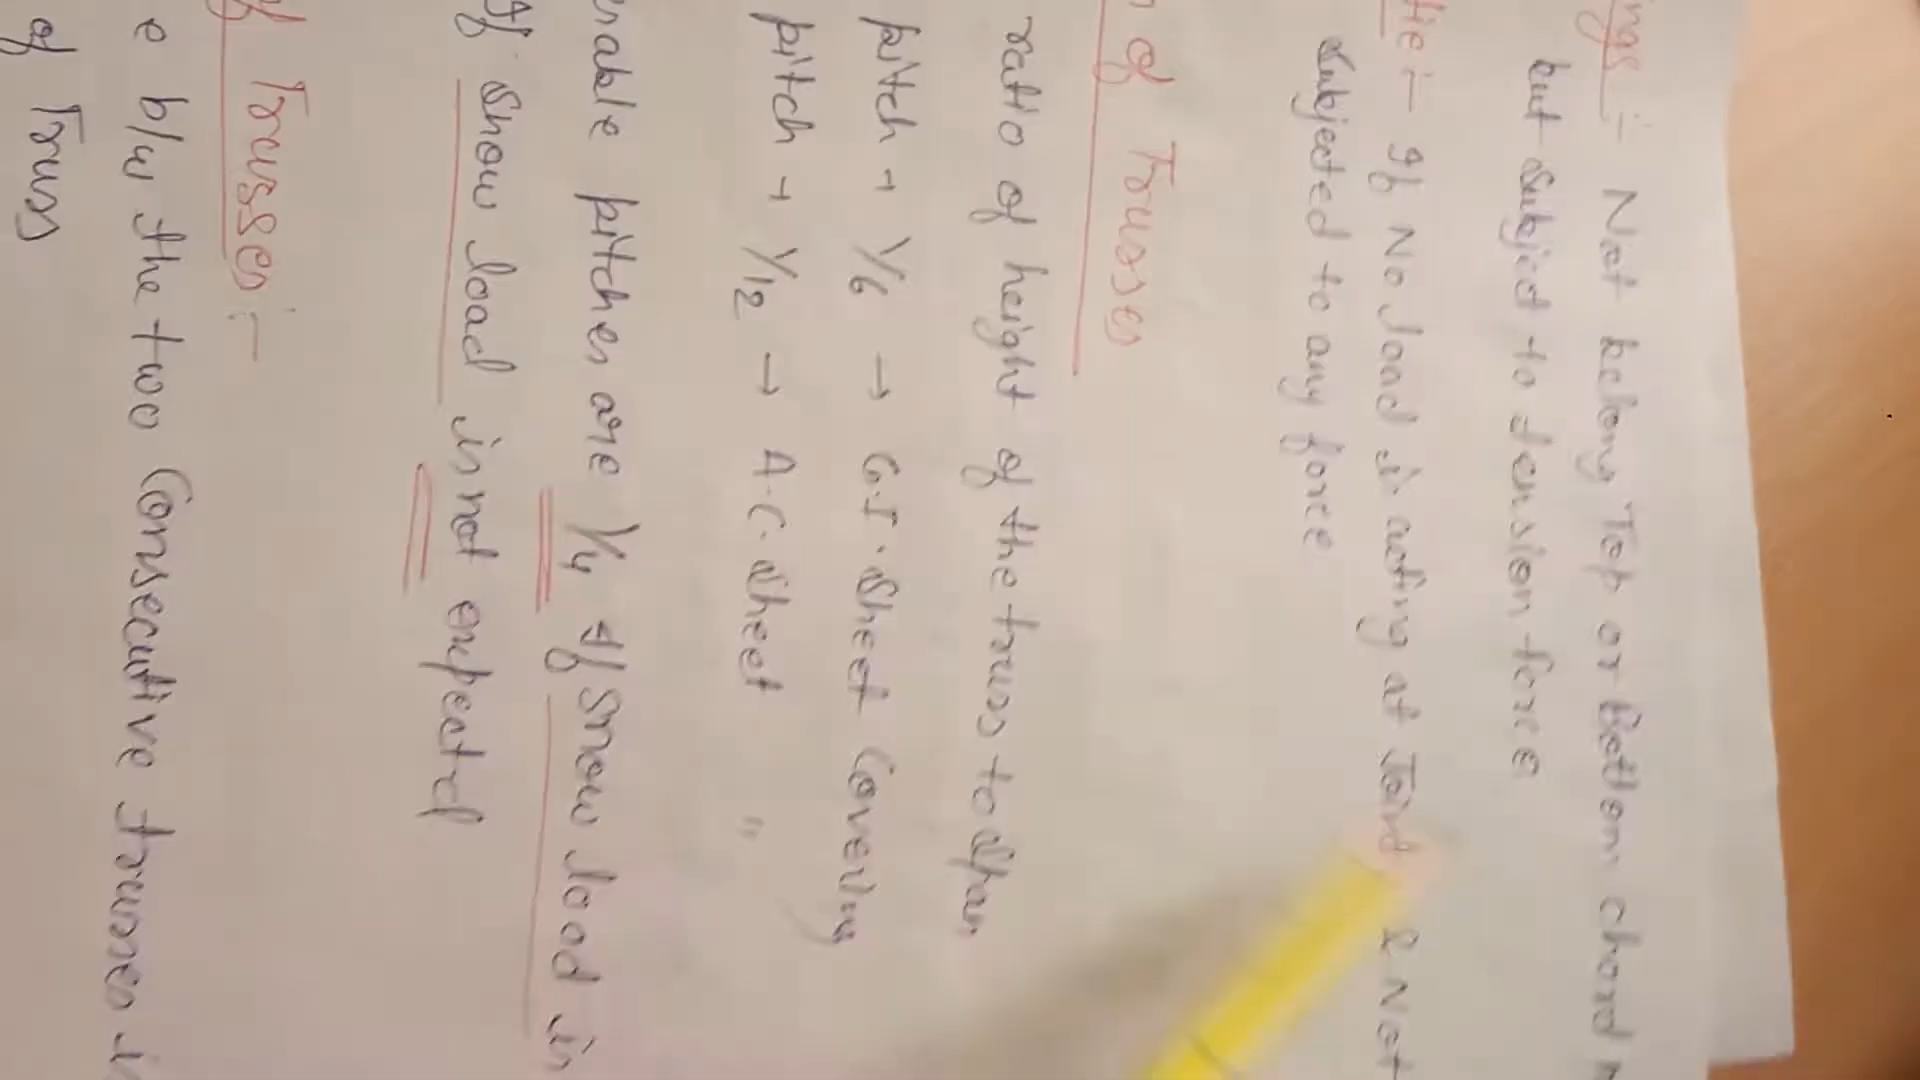 ings :- Not belong Top or Bottom chord
but subject to tension force
tie :- If No load is acting at Joint & Not
subjected to any force
of Trusses
ratio of height of the truss to span
pitch + 1/6 → G.I. sheet covering
pitch + 1/12 → A.C. sheet "
pitches are 1/4 If snow load is
If snow load is not expected
of Trusses :-
e b/w the two consecutive trusses is
of Truss